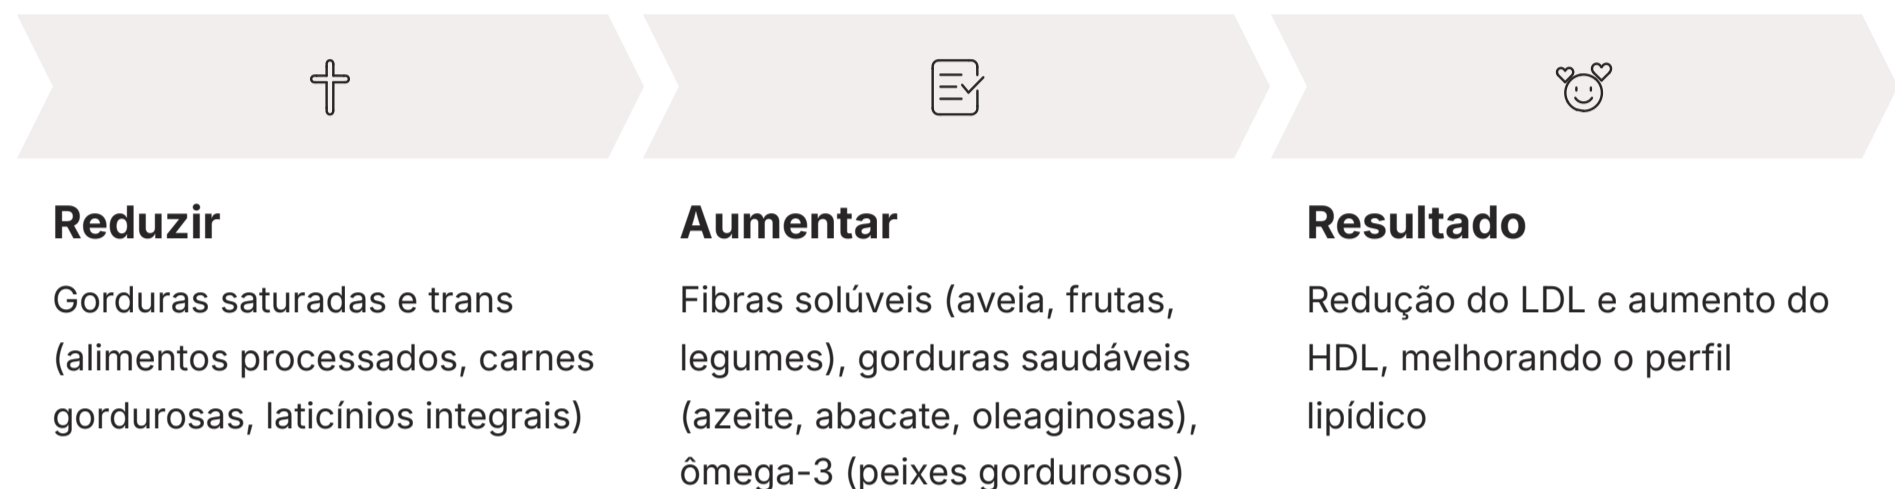 Reduzir
Gorduras saturadas e trans
(alimentos processados, carnes
gordurosas, laticínios integrais)
Aumentar
Fibras solúveis (aveia, frutas,
legumes), gorduras saudáveis
(azeite, abacate, oleaginosas),
ômega-3 (peixes gordurosos)
Resultado
Redução do LDL e aumento do
HDL, melhorando o perfil
lipídico